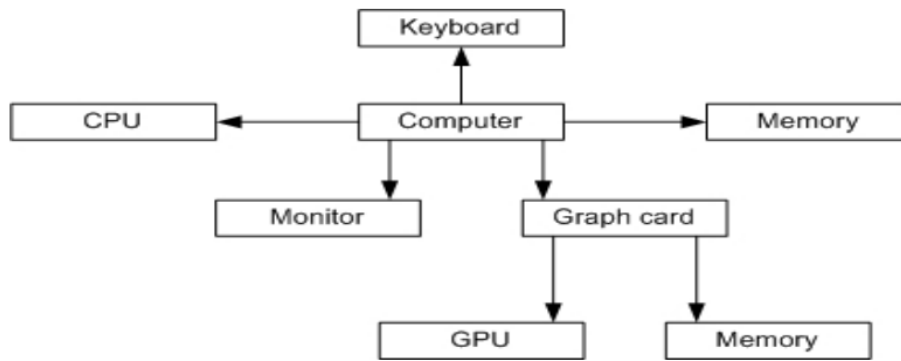 Keyboard
CPU
Computer
Memory
Monitor
Graph card
GPU
Memory